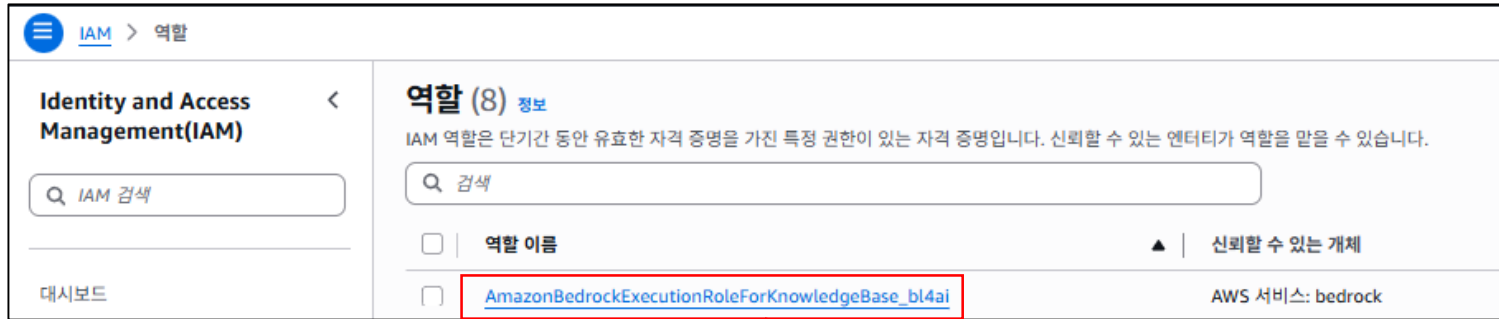 IAM > 역할
Identity and Access
Management(IAM)
IAM 검색
대시보드
역할 (8) 정보
IAM 역할은 단기간 동안 유효한 자격 증명을 가진 특정 권한이 있는 자격 증명입니다. 신뢰할 수 있는 엔터티가 역할을 맡을 수 있습니다.
검색
역할 이름 ▲ 신뢰할 수 있는 개체
AmazonBedrockExecutionRoleForKnowledgeBase_bl4ai AWS 서비스: bedrock